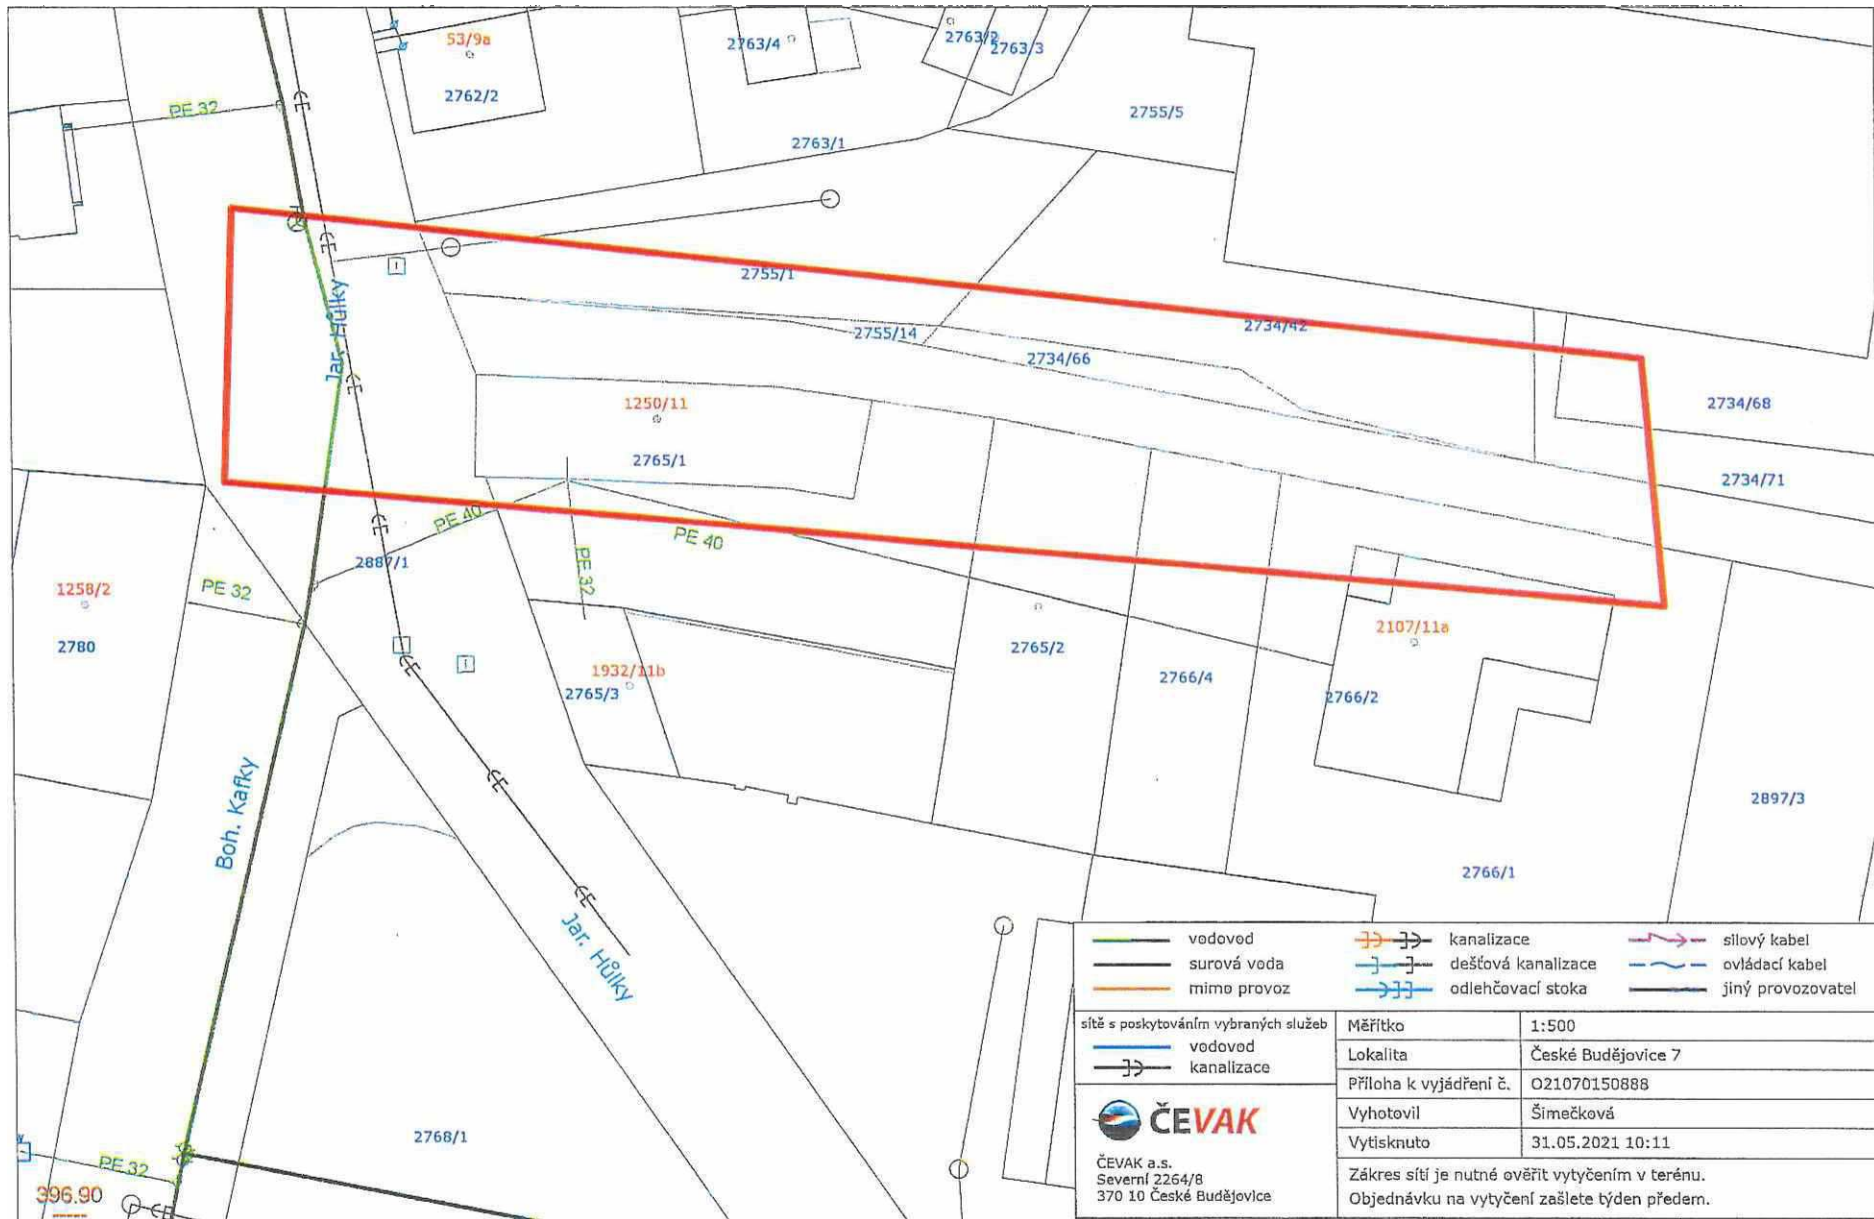 53/9a
2762/2
2763/4
2763/2
2763/3
2755/5
2763/1
PE 32
Jar. Hůlky
2755/1
2755/14
2734/42
2734/66
2734/68
2734/71
1250/11
2765/1
PE 40
PE 40
PE 32
2887/1
1258/2
2780
PE 32
1932/11b
2765/3
2765/2
2766/4
2107/11a
2766/2
2897/3
2766/1
Boh. Kafky
Jar. Hůlky
2768/1
PE 32
396.90
vodovod
surová voda
mimo provoz
kanalizace
dešťová kanalizace
odlehčovací stoka
silový kabel
ovládací kabel
jiný provozovatel
sítě s poskytováním vybraných služeb
vodovod
kanalizace
ČEVAK
ČEVAK a.s.
Severní 2264/8
370 10 České Budějovice
Měřítko 1:500
Lokalita České Budějovice 7
Příloha k vyjádření č. O21070150888
Vyhotovil Šimečková
Vytisknuto 31.05.2021 10:11
Zákres sítí je nutné ověřit vytyčením v terénu.
Objednávku na vytyčení zašlete týden předem.